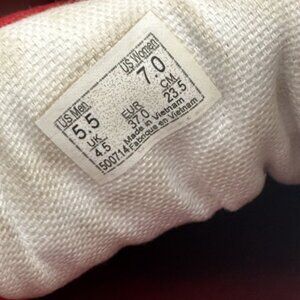 US Men US Women
5.5 7.0
UK EUR CM
4.5 37.0 23.5
500714 Made in Vietnam
Fabriqué en Vietnam